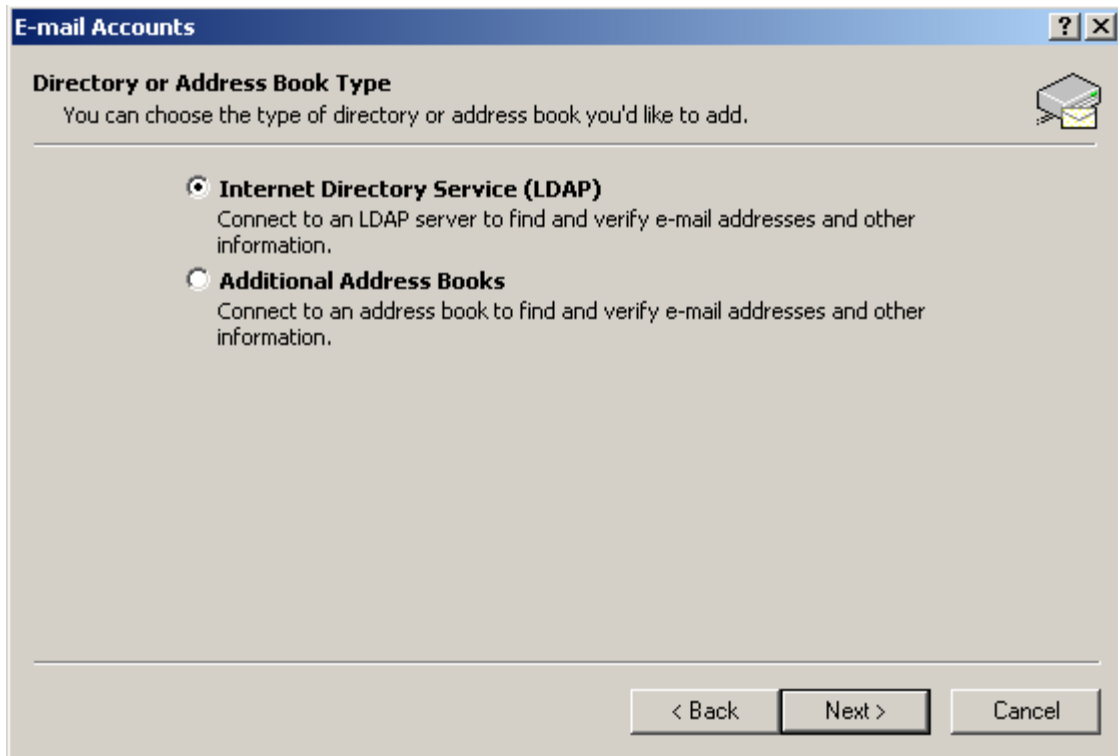 E-mail Accounts
Directory or Address Book Type
You can choose the type of directory or address book you'd like to add.
Internet Directory Service (LDAP)
Connect to an LDAP server to find and verify e-mail addresses and other
information.
Additional Address Books
Connect to an address book to find and verify e-mail addresses and other
information.
< Back Next > Cancel